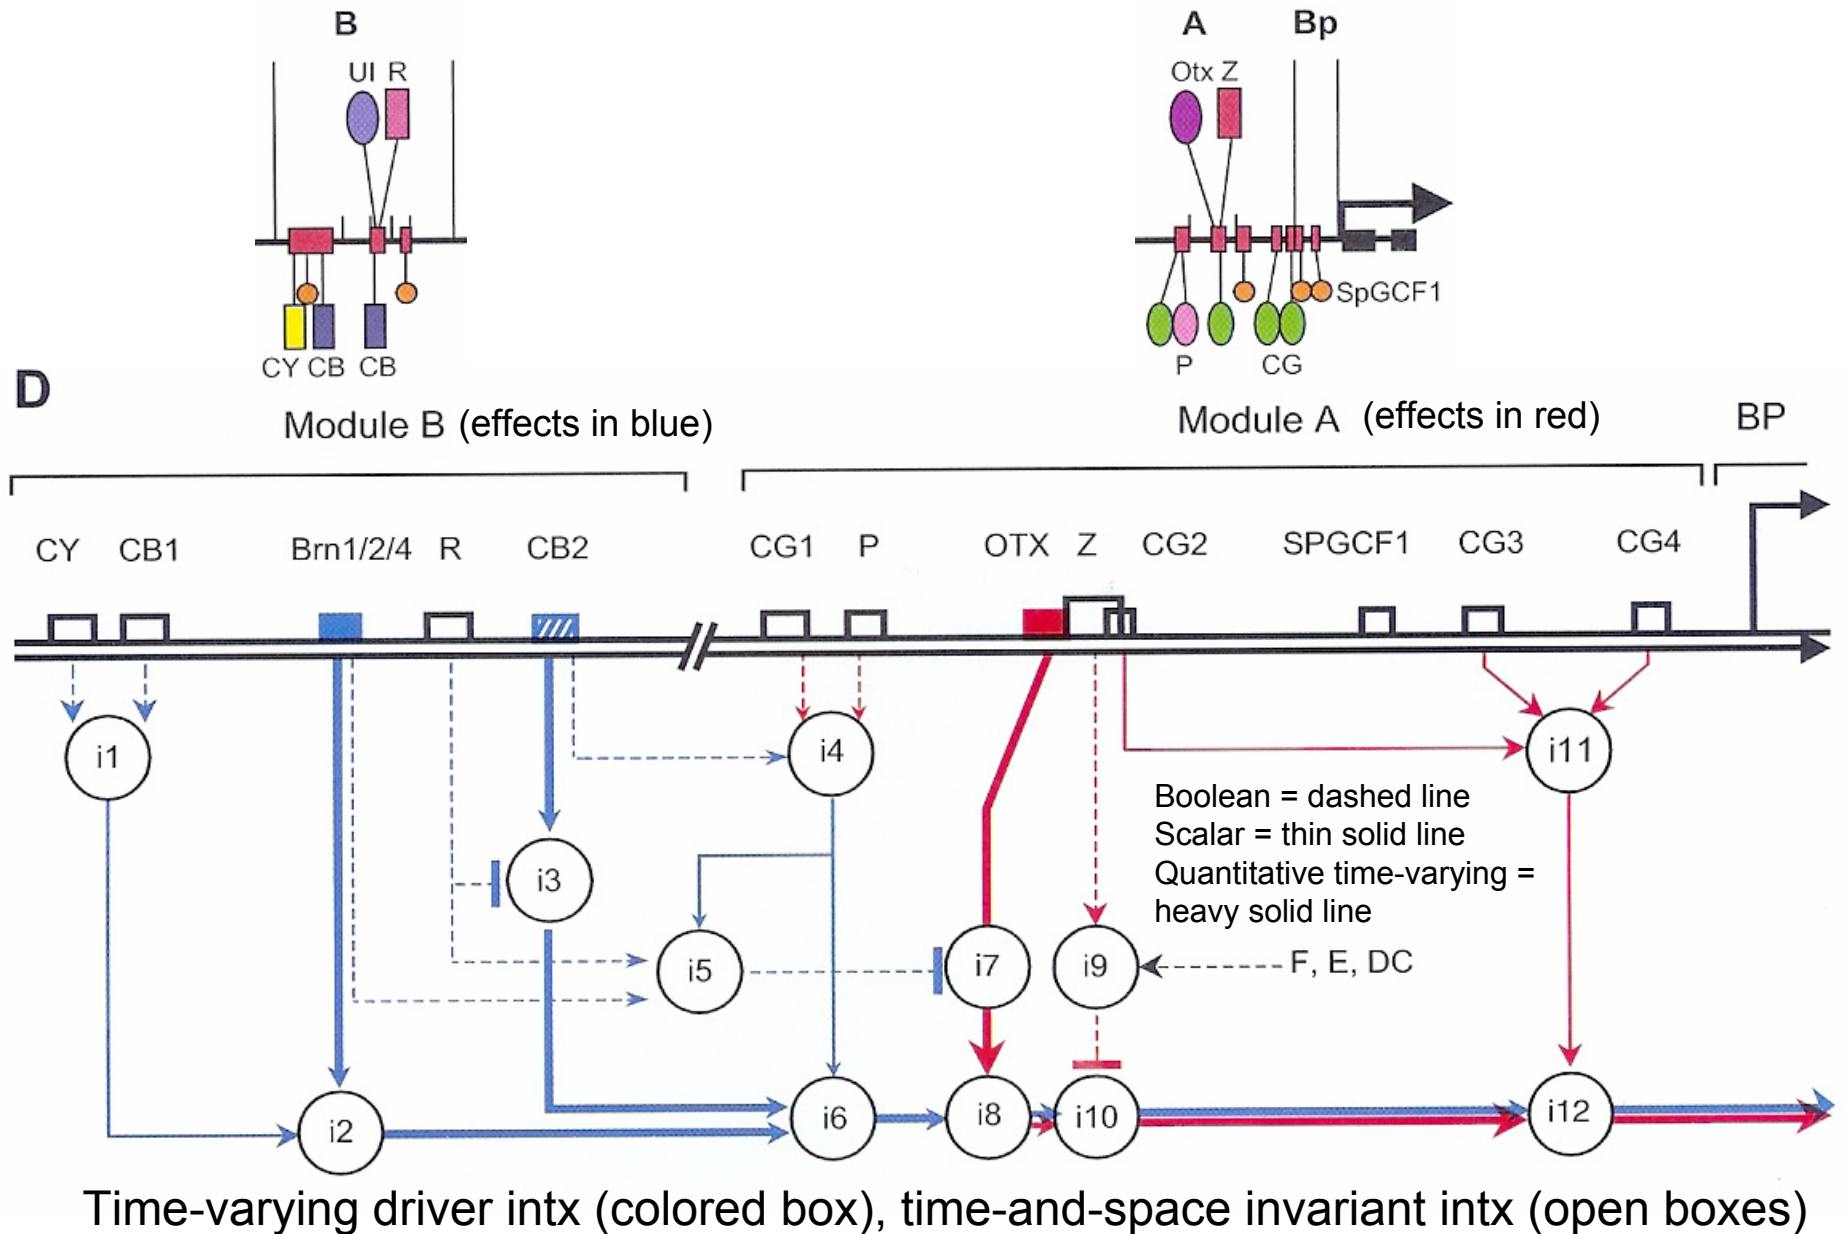 B
A Bp
UI R
Otx Z
SpGCF1
CY CB CB
P CG
D
Module B (effects in blue)
Module A (effects in red)
BP
CY CB1 Brn1/2/4 R CB2 CG1 P OTX Z CG2 SPGCF1 CG3 CG4
i1
i4
i11
Boolean = dashed line
Scalar = thin solid line
Quantitative time-varying =
heavy solid line
i3
i5
i7
i9
F, E, DC
i2
i6
i8
i10
i12
Time-varying driver intx (colored box), time-and-space invariant intx (open boxes)